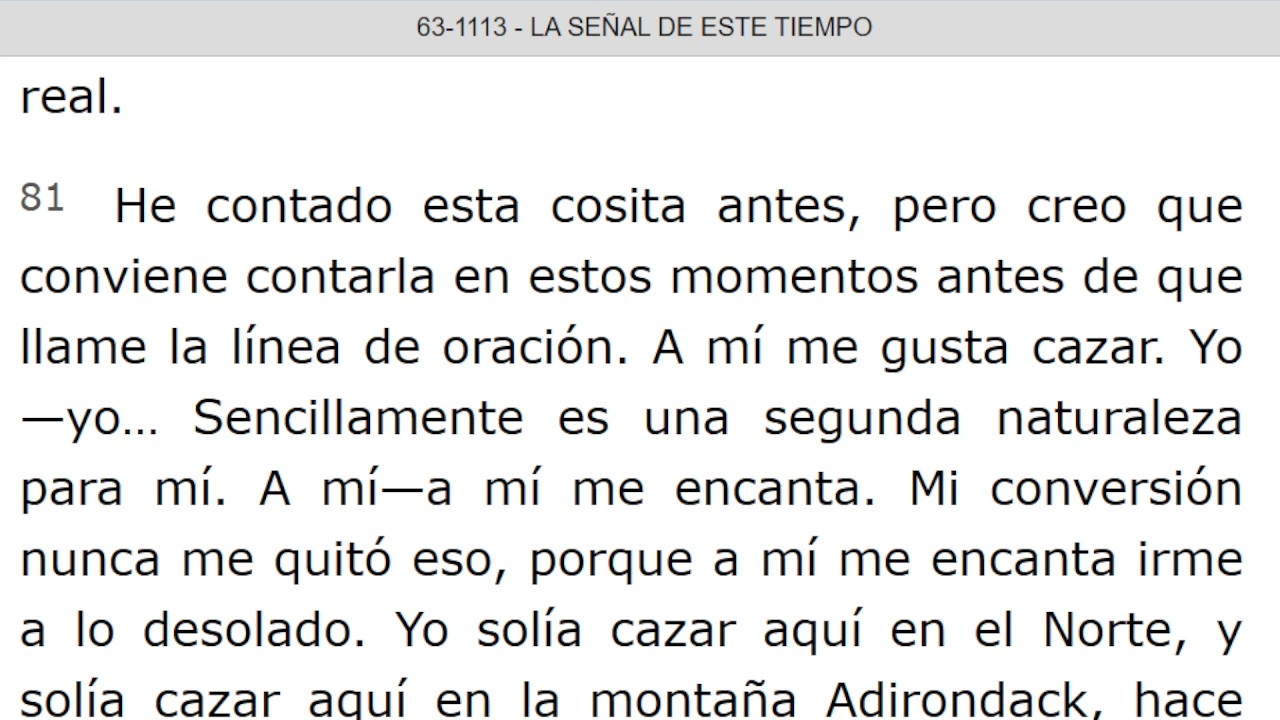 63-1113 - LA SEÑAL DE ESTE TIEMPO
real.
81 He contado esta cosita antes, pero creo que
conviene contarla en estos momentos antes de que
llame la línea de oración. A mí me gusta cazar. Yo
—yo… Sencillamente es una segunda naturaleza
para mí. A mí—a mí me encanta. Mi conversión
nunca me quitó eso, porque a mí me encanta irme
a lo desolado. Yo solía cazar aquí en el Norte, y
solía cazar aquí en la montaña Adirondack, hace